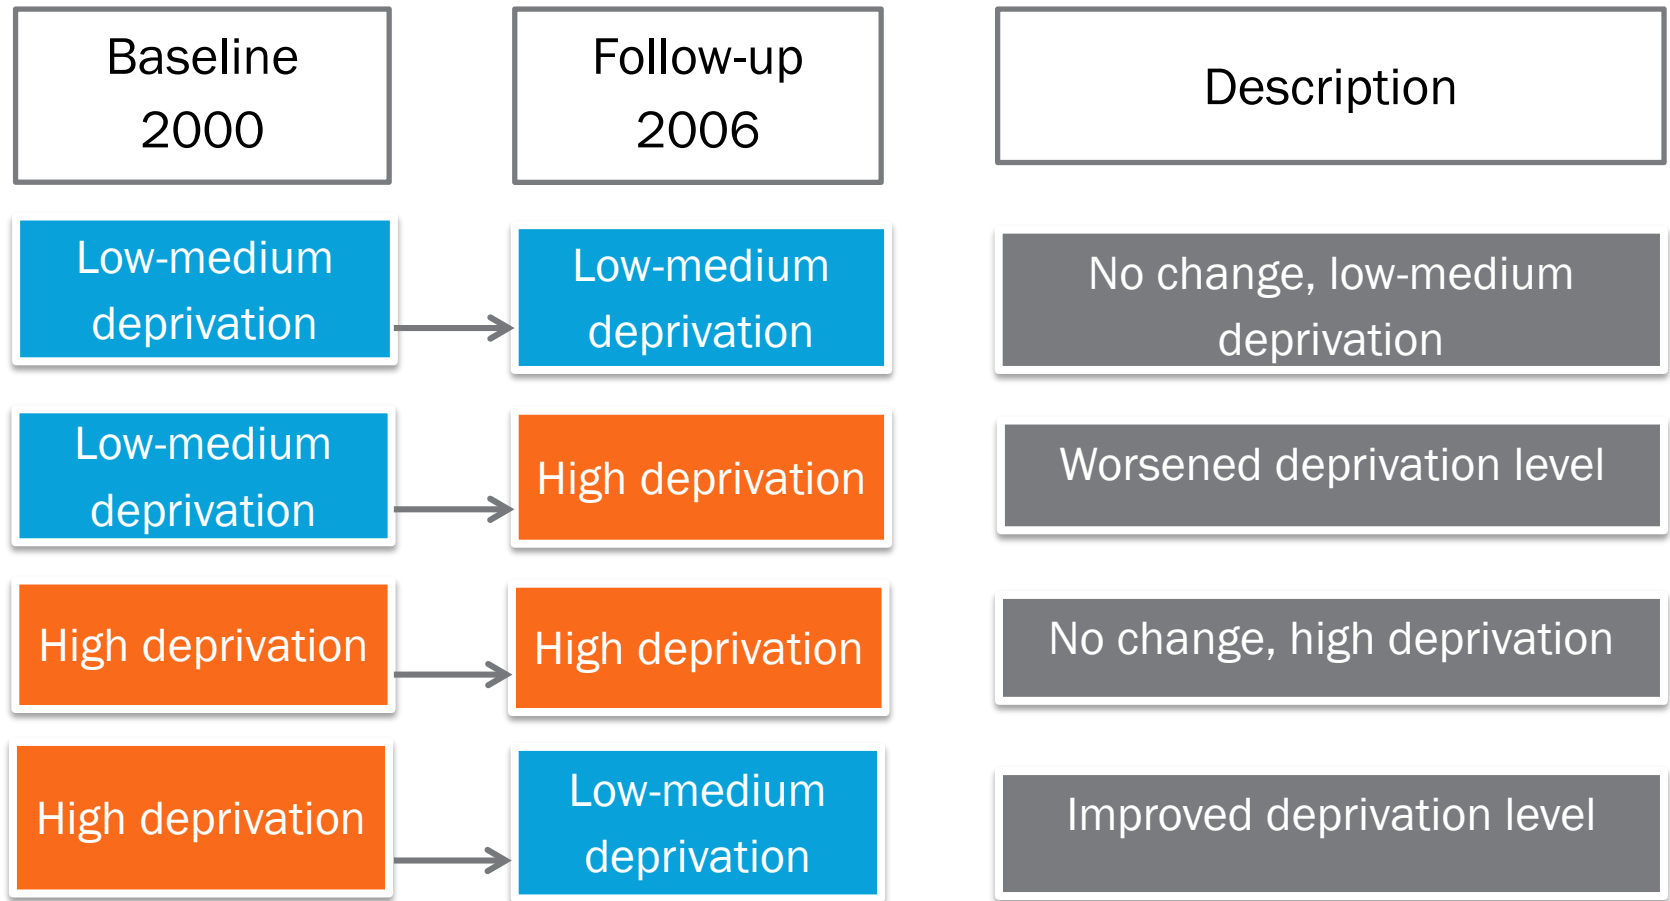 Baseline
2000
Follow-up
2006
Description
Low-medium
deprivation
Low-medium
deprivation
No change, low-medium
deprivation
Low-medium
deprivation
High deprivation
Worsened deprivation level
High deprivation
High deprivation
No change, high deprivation
High deprivation
Low-medium
deprivation
Improved deprivation level